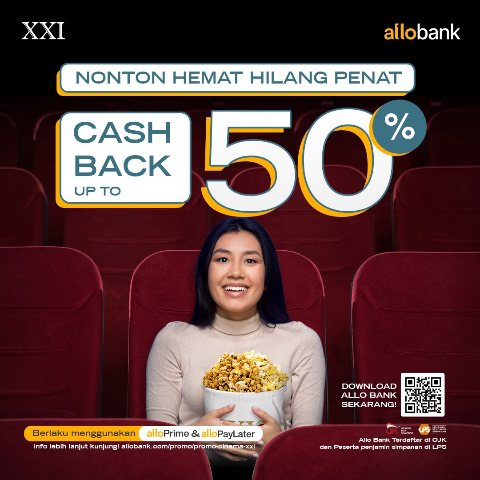 XXI
allobank
NONTON HEMAT HILANG PENAT
CASH
BACK
UP TO
50%
DOWNLOAD
ALLO BANK
SEKARANG!
Berlaku menggunakan alloPrime & alloPayLater
Info lebih lanjut kunjungi allobank.com/promo/promo-cinema-xxi
Allo Bank Terdaftar di OJK
dan Peserta penjamin simpanan di LPS